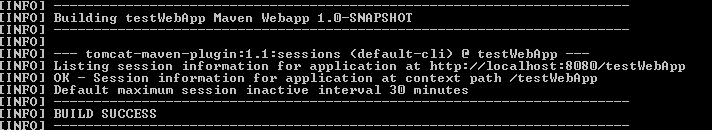 [INFO] ------------------------------------------------------------------------
[INFO] Building testWebApp Maven Webapp 1.0-SNAPSHOT
[INFO] ------------------------------------------------------------------------
[INFO]
[INFO] --- tomcat-maven-plugin:1.1:sessions (default-cli) @ testWebApp ---
[INFO] Listing session information for application at http://localhost:8080/testWebApp
[INFO] OK - Session information for application at context path /testWebApp
[INFO] Default maximum session inactive interval 30 minutes
[INFO] ------------------------------------------------------------------------
[INFO] BUILD SUCCESS
[INFO] ------------------------------------------------------------------------